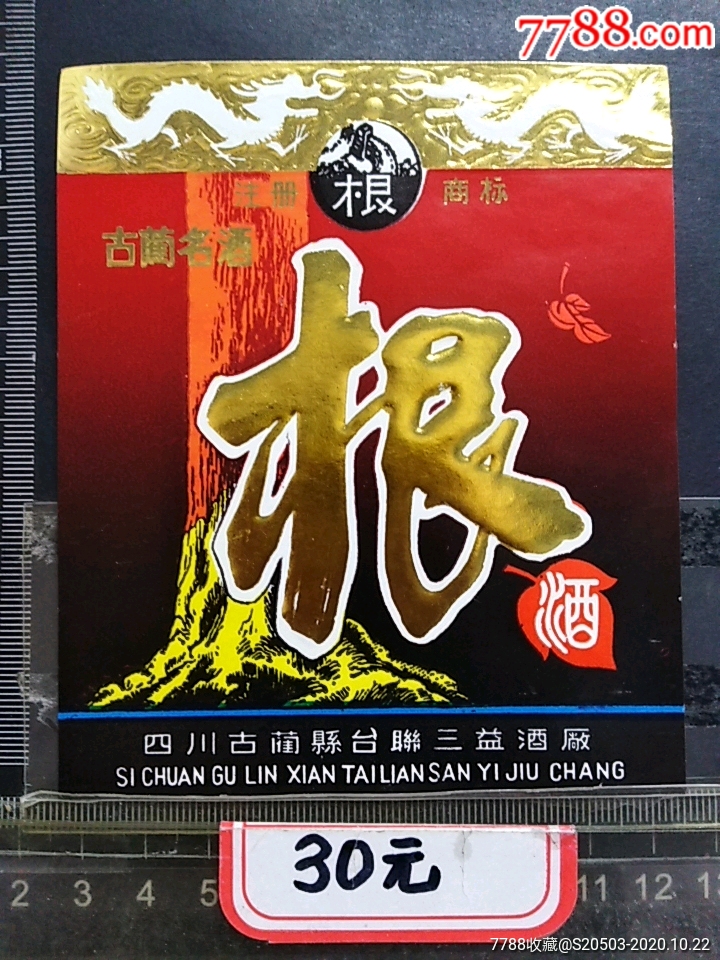 7788.com
注册 根 商标
古蔺名酒
根
酒
四川古藺縣台聯三益酒廠
SI CHUAN GU LIN XIAN TAILIAN SAN YI JIU CHANG
30元
2 3 4 5 11 12 13
7788收藏@S20503-2020.10.22